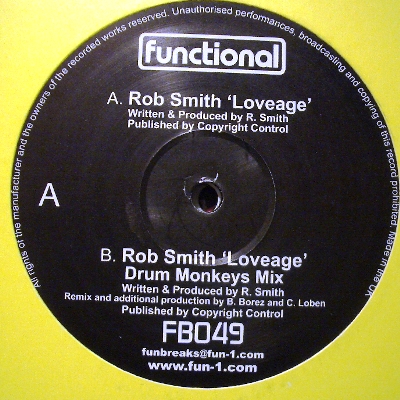 All rights of the manufacturer and the owners of the recorded works reserved. Unauthorised performances, broadcasting and copying of this record prohibited. Made in the UK
functional
A. Rob Smith 'Loveage'
Written & Produced by R. Smith
Published by Copyright Control
A
B. Rob Smith 'Loveage'
Drum Monkeys Mix
Written & Produced by R. Smith
Remix and additional production by B. Borez and C. Loben
Published by Copyright Control
FB049
funbreaks@fun-1.com
www.fun-1.com